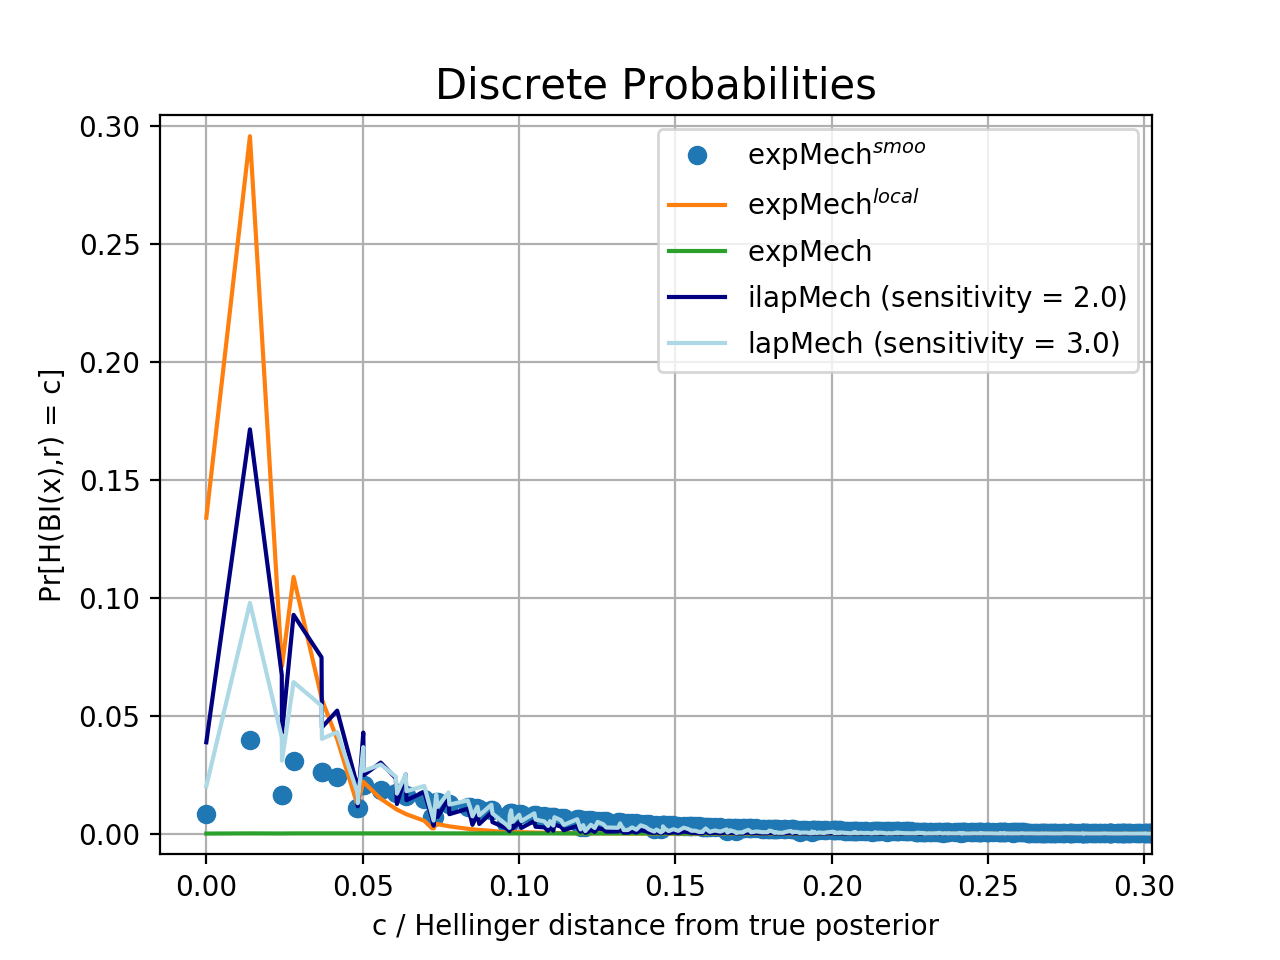 Discrete Probabilities
0.30
0.25
0.20
0.15
0.10
0.05
0.00
Pr[H(BI(x),r) = c]
expMech^smoo
expMech^local
expMech
ilapMech (sensitivity = 2.0)
lapMech (sensitivity = 3.0)
0.00 0.05 0.10 0.15 0.20 0.25 0.30
c / Hellinger distance from true posterior